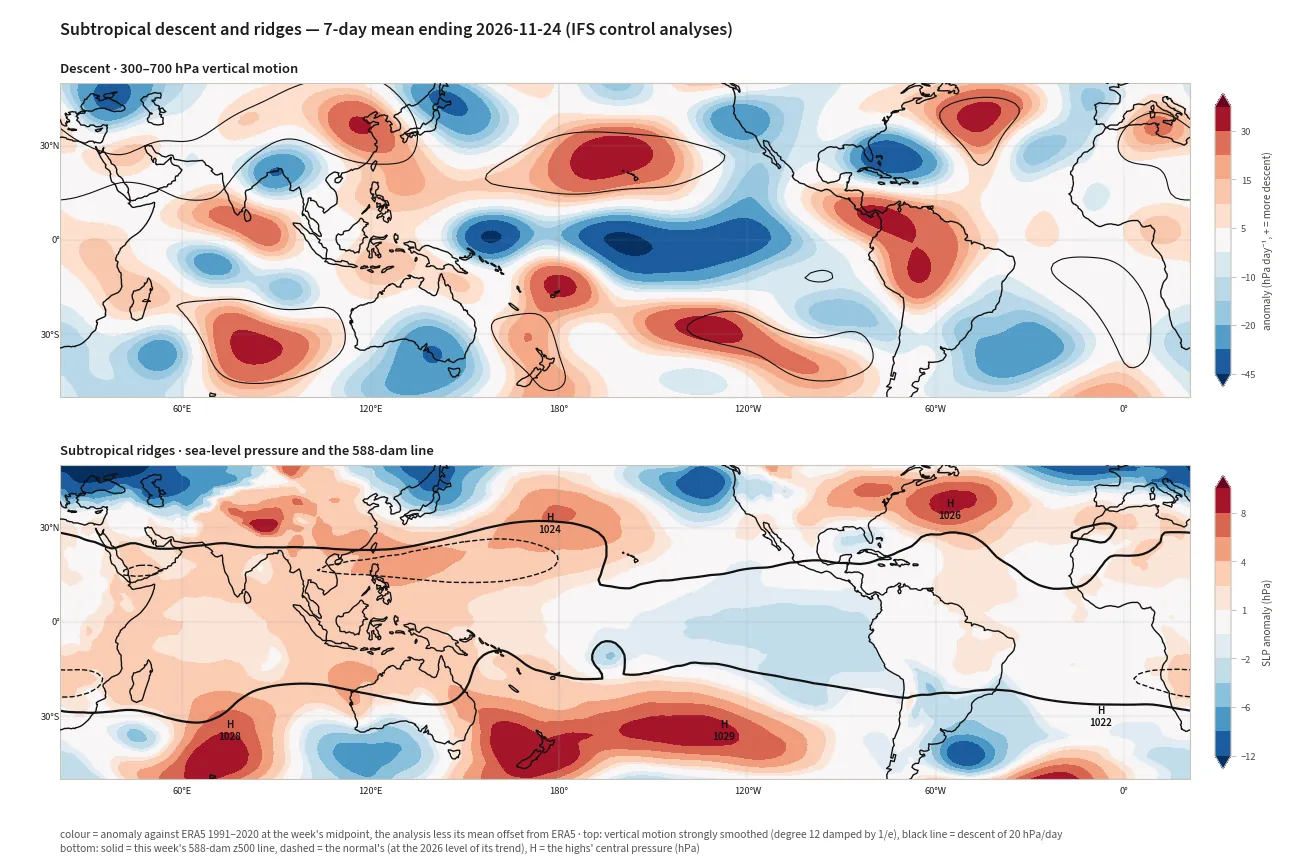 Subtropical descent and ridges — 7-day mean ending 2026-11-24 (IFS control analyses)
Descent · 300–700 hPa vertical motion
30°N
0°
30°S
60°E
120°E
180°
120°W
60°W
0°
30
15
5
−10
−20
−45
anomaly (hPa day⁻¹, + = more descent)
Subtropical ridges · sea-level pressure and the 588-dam line
H
1024
H
1026
H
1028
H
1029
H
1022
30°N
0°
30°S
60°E
120°E
180°
120°W
60°W
0°
8
4
1
−2
−6
−12
SLP anomaly (hPa)
colour = anomaly against ERA5 1991–2020 at the week's midpoint, the analysis less its mean offset from ERA5 · top: vertical motion strongly smoothed (degree 12 damped by 1/e), black line = descent of 20 hPa/day
bottom: solid = this week's 588-dam z500 line, dashed = the normal's (at the 2026 level of its trend), H = the highs' central pressure (hPa)